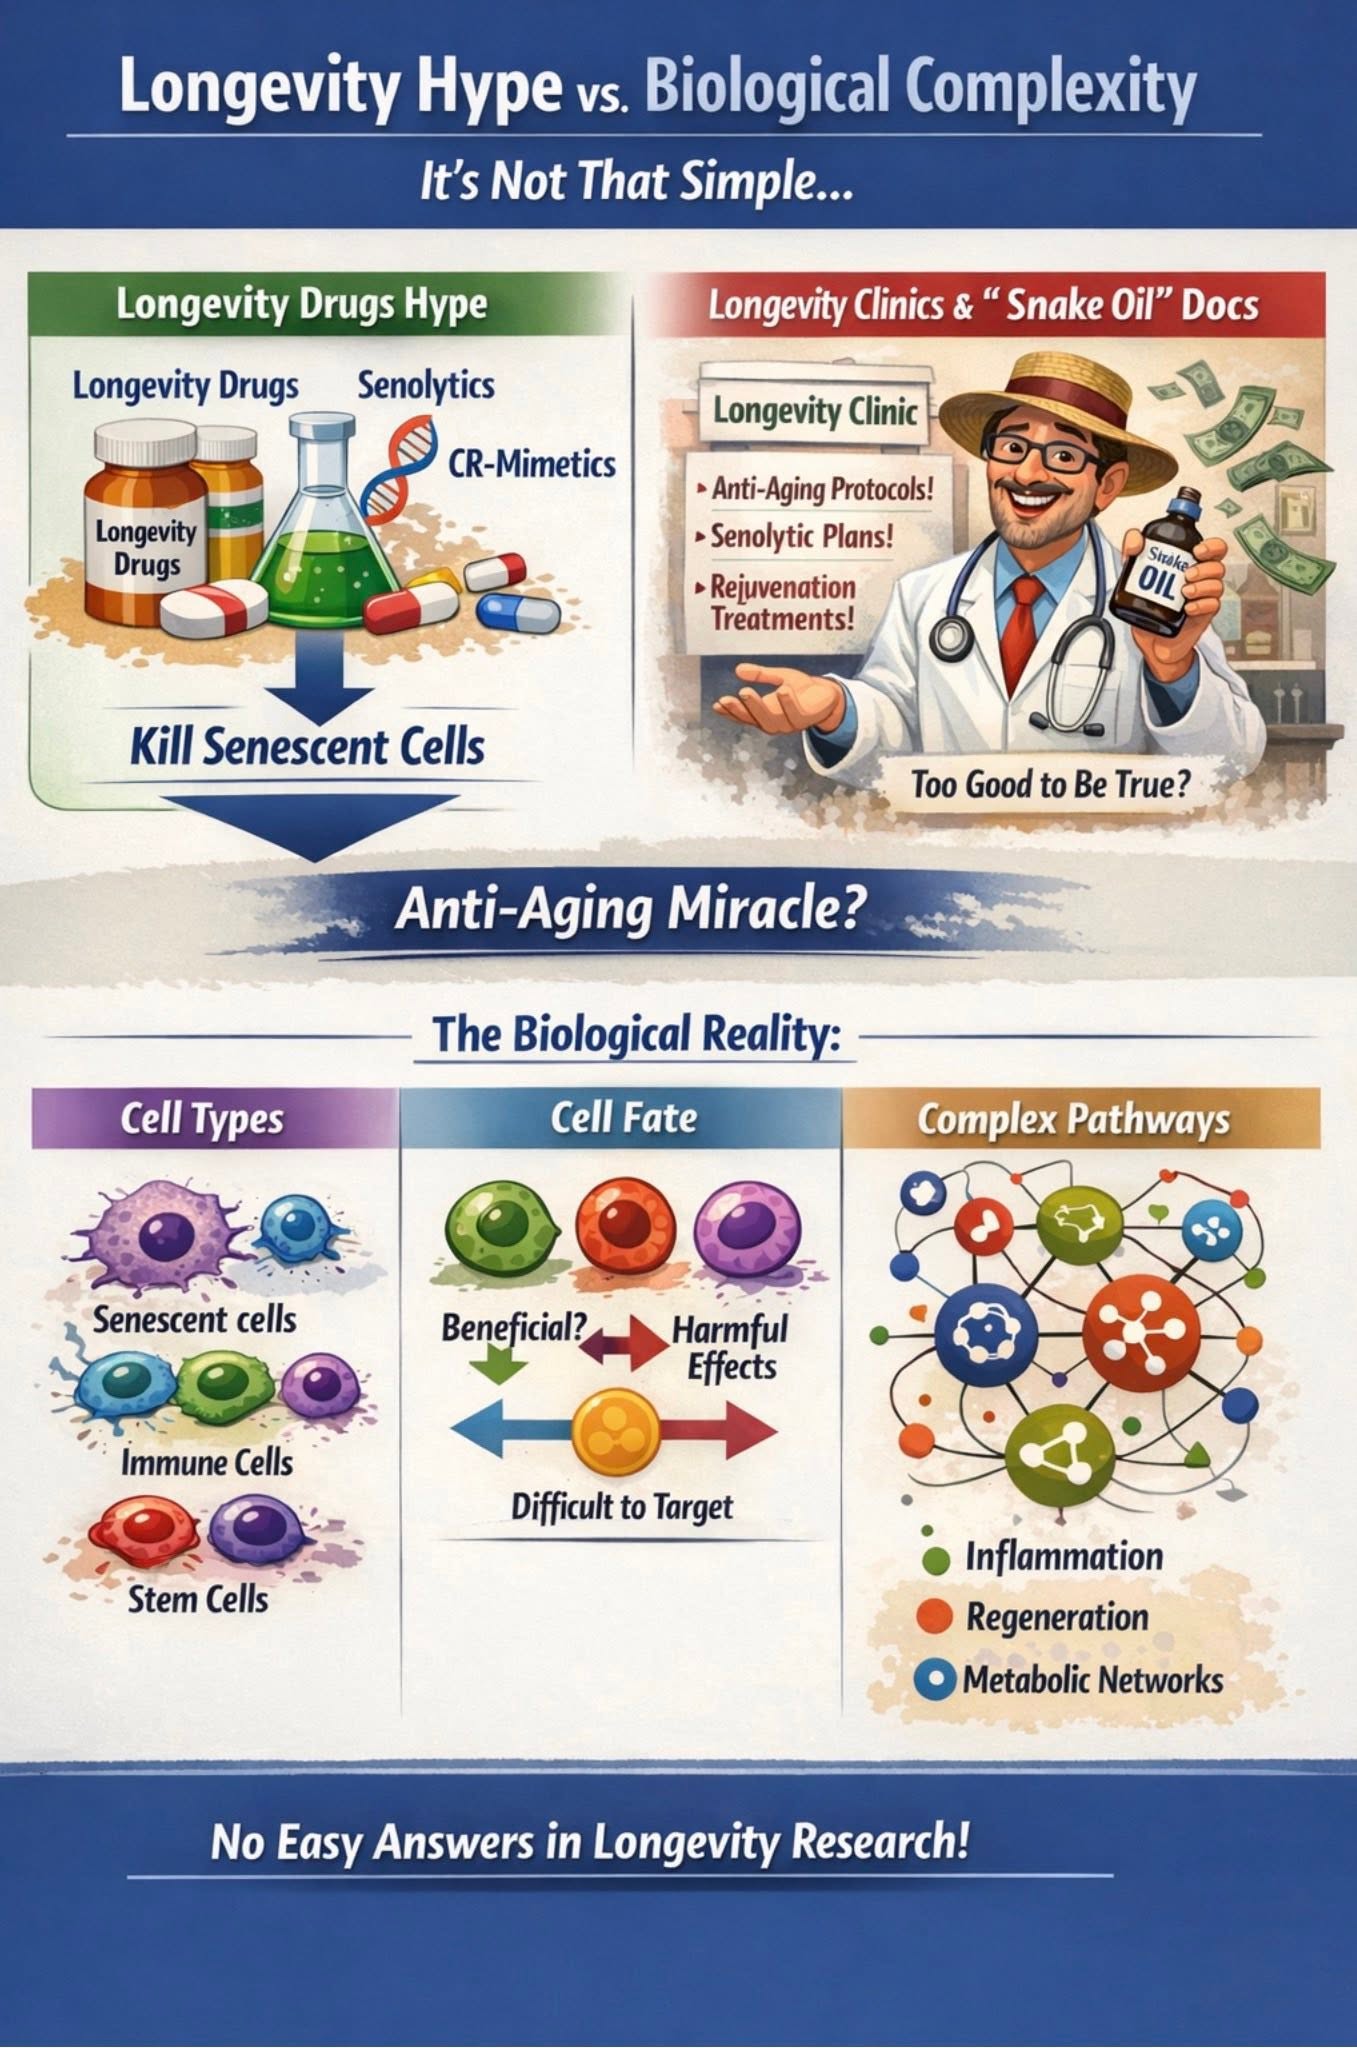 Longevity Hype vs. Biological Complexity
It's Not That Simple...
Longevity Drugs Hype
Longevity Drugs
Senolytics
CR-Mimetics
Longevity
Drugs
Kill Senescent Cells
Longevity Clinics & “ Snake Oil” Docs
Longevity Clinic
▸ Anti-Aging Protocols!
▸ Senolytic Plans!
▸ Rejuvenation
Treatments!
Snake
OIL
Too Good to Be True?
Anti-Aging Miracle?
The Biological Reality:
Cell Types
Senescent cells
Immune Cells
Stem Cells
Cell Fate
Beneficial?
Harmful
Effects
Difficult to Target
Complex Pathways
Inflammation
Regeneration
Metabolic Networks
No Easy Answers in Longevity Research!